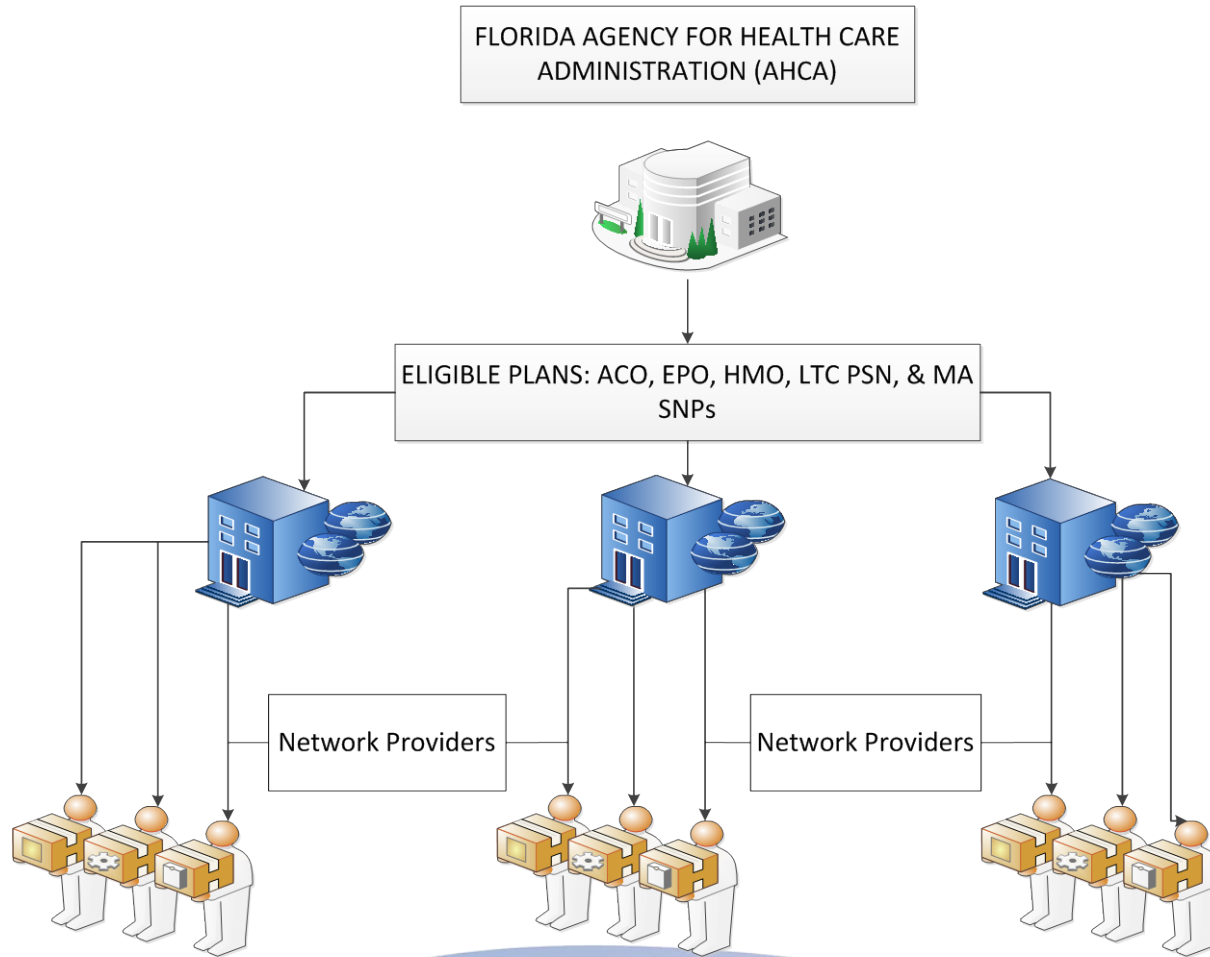 FLORIDA AGENCY FOR HEALTH CARE
ADMINISTRATION (AHCA)
ELIGIBLE PLANS: ACO, EPO, HMO, LTC PSN, & MA
SNPs
Network Providers
Network Providers